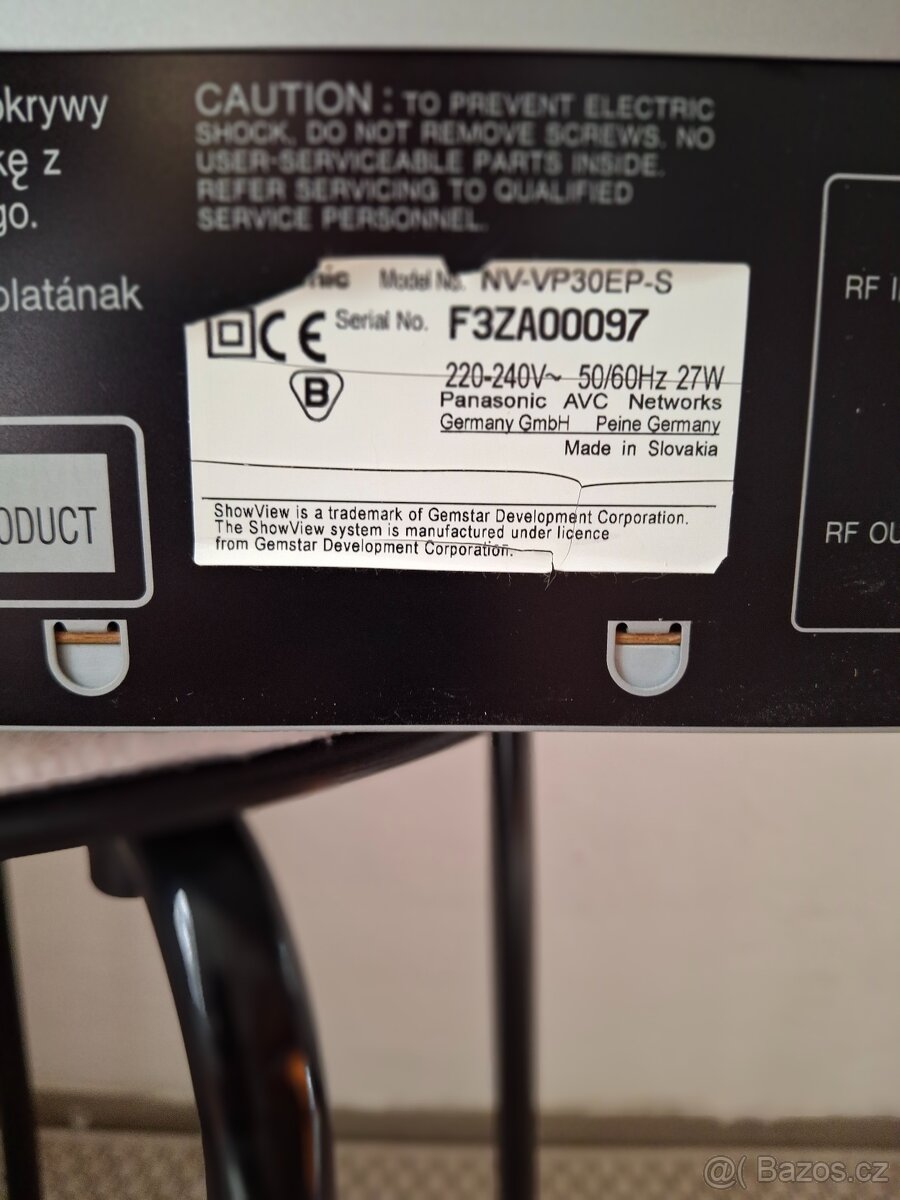 okrywy
kę z
go.
olatának
ODUCT
CAUTION : TO PREVENT ELECTRIC
SHOCK, DO NOT REMOVE SCREWS. NO
USER-SERVICEABLE PARTS INSIDE.
REFER SERVICING TO QUALIFIED
SERVICE PERSONNEL.
nic Model No. NV-VP30EP-S
CE Serial No. F3ZA00097
B
220-240V~ 50/60Hz 27W
Panasonic AVC Networks
Germany GmbH Peine Germany
Made in Slovakia
ShowView is a trademark of Gemstar Development Corporation.
The ShowView system is manufactured under licence
from Gemstar Development Corporation.
RF I
RF OU
@( Bazos.cz